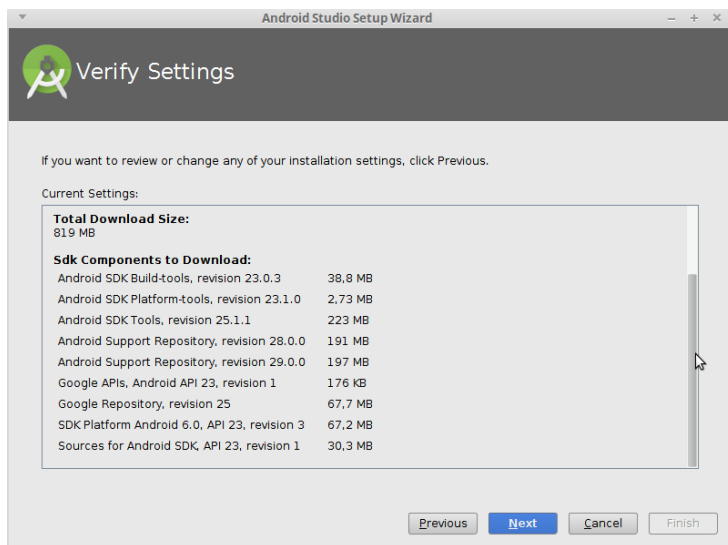 Android Studio Setup Wizard
Verify Settings
If you want to review or change any of your installation settings, click Previous.
Current Settings:
Total Download Size:
819 MB
Sdk Components to Download:
Android SDK Build-tools, revision 23.0.3 38,8 MB
Android SDK Platform-tools, revision 23.1.0 2,73 MB
Android SDK Tools, revision 25.1.1 223 MB
Android Support Repository, revision 28.0.0 191 MB
Android Support Repository, revision 29.0.0 197 MB
Google APIs, Android API 23, revision 1 176 KB
Google Repository, revision 25 67,7 MB
SDK Platform Android 6.0, API 23, revision 3 67,2 MB
Sources for Android SDK, API 23, revision 1 30,3 MB
Previous Next Cancel Finish